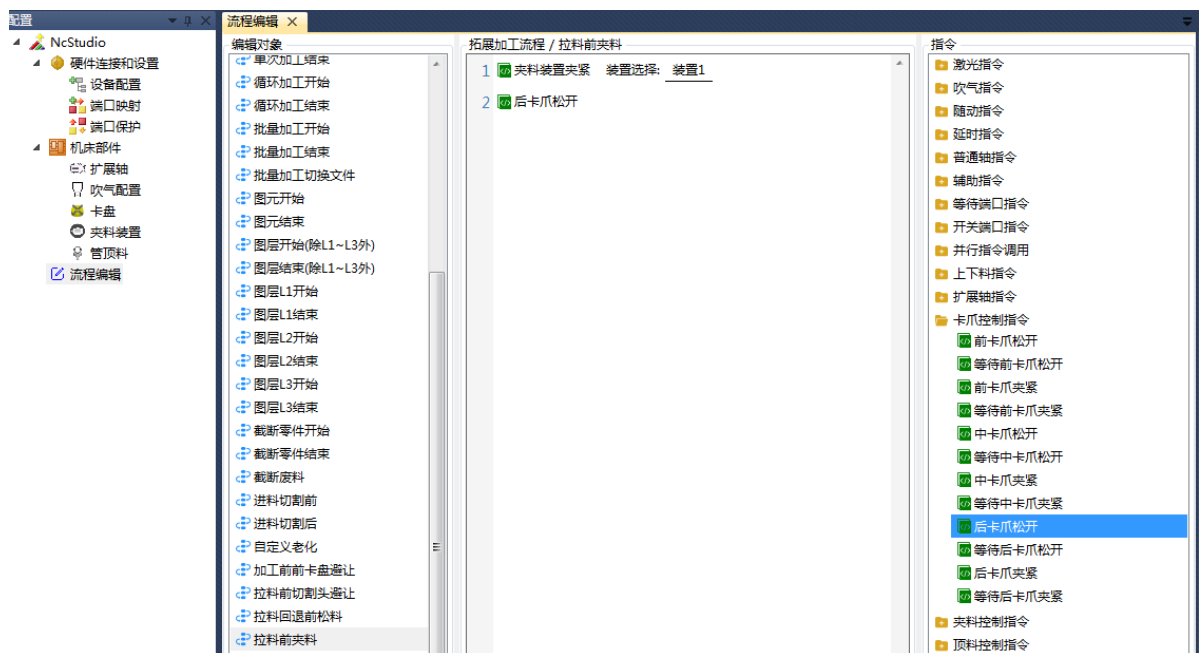 配置
流程编辑
NcStudio
硬件连接和设置
设备配置
端口映射
端口保护
机床部件
扩展轴
吹气配置
卡盘
夹料装置
管顶料
流程编辑
编辑对象
单次加工结束
循环加工开始
循环加工结束
批量加工开始
批量加工结束
批量加工切换文件
图元开始
图元结束
图层开始(除L1~L3外)
图层结束(除L1~L3外)
图层L1开始
图层L1结束
图层L2开始
图层L2结束
图层L3开始
图层L3结束
截断零件开始
截断零件结束
截断废料
进料切割前
进料切割后
自定义老化
加工前前卡盘避让
拉料前切割头避让
拉料回退前松料
拉料前夹料
拓展加工流程 / 拉料前夹料
1 夹料装置夹紧 装置选择: 装置1
2 后卡爪松开
指令
激光指令
吹气指令
随动指令
延时指令
普通轴指令
辅助指令
等待端口指令
开关端口指令
并行指令调用
上下料指令
扩展轴指令
卡爪控制指令
前卡爪松开
等待前卡爪松开
前卡爪夹紧
等待前卡爪夹紧
中卡爪松开
等待中卡爪松开
中卡爪夹紧
等待中卡爪夹紧
后卡爪松开
等待后卡爪松开
后卡爪夹紧
等待后卡爪夹紧
夹料控制指令
顶料控制指令